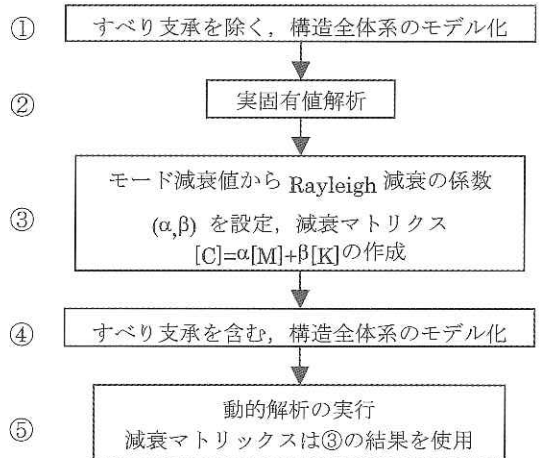 ① すべり支承を除く，構造全体系のモデル化
② 実固有値解析
モード減衰値から Rayleigh 減衰の係数
③ (α,β) を設定，減衰マトリクス
[C]=α[M]+β[K]の作成
④ すべり支承を含む，構造全体系のモデル化
動的解析の実行
⑤ 減衰マトリックスは③の結果を使用